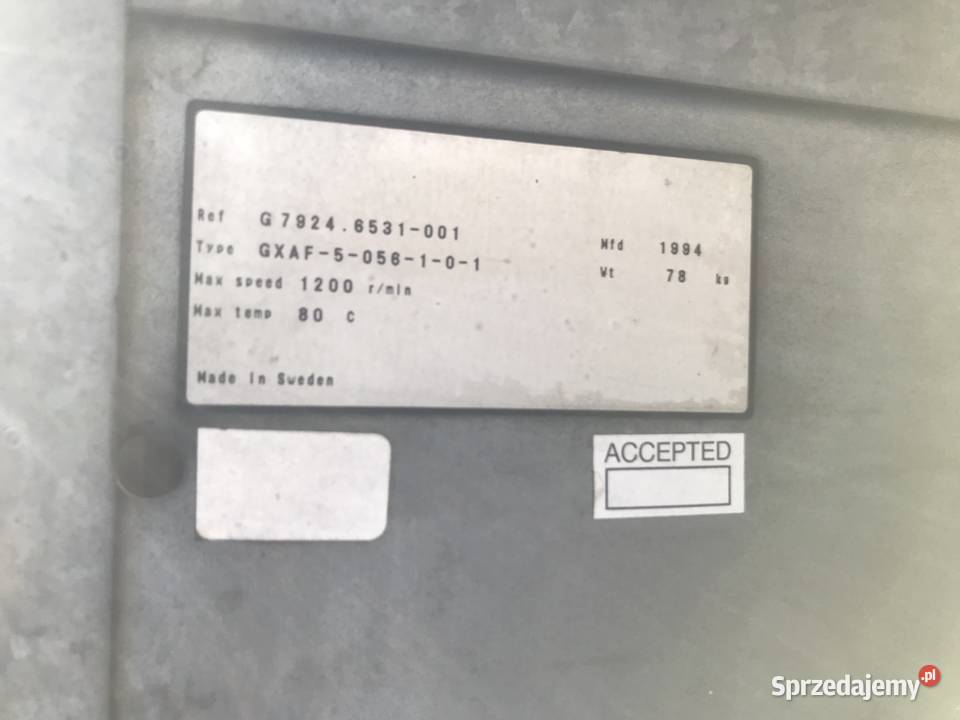 Ref G7924.6531-001
Type GXAF-5-056-1-0-1
Max speed 1200 r/min
Max temp 80 C
Mfd 1994
Wt 78 kg
Made in Sweden
ACCEPTED
Sprzedajemy.pl